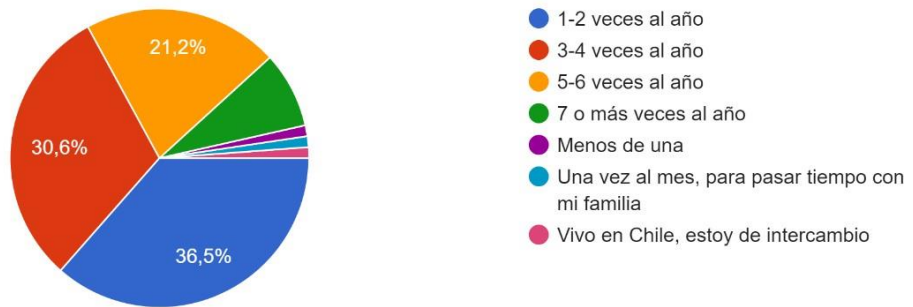 21,2%
30,6%
36,5%
1-2 veces al año
3-4 veces al año
5-6 veces al año
7 o más veces al año
Menos de una
Una vez al mes, para pasar tiempo con
mi familia
Vivo en Chile, estoy de intercambio